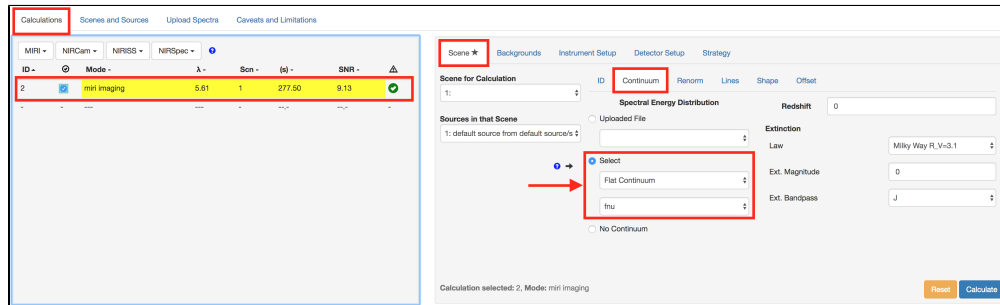 Calculations Scenes and Sources Upload Spectra Caveats and Limitations
MIRI NIRCam NIRISS NIRSpec ?
ID Mode λ Scn (s) SNR
2 miri imaging 5.61 1 277.50 9.13
- - --- --- - --.- --.- -
Scene ★ Backgrounds Instrument Setup Detector Setup Strategy
Scene for Calculation
1:
Sources in that Scene
1: default source from default source/s
?
ID Continuum Renorm Lines Shape Offset
Spectral Energy Distribution
Uploaded File
Select
Flat Continuum
fnu
No Continuum
Redshift 0
Extinction
Law Milky Way R_V=3.1
Ext. Magnitude 0
Ext. Bandpass J
Calculation selected: 2, Mode: miri imaging
Reset Calculate